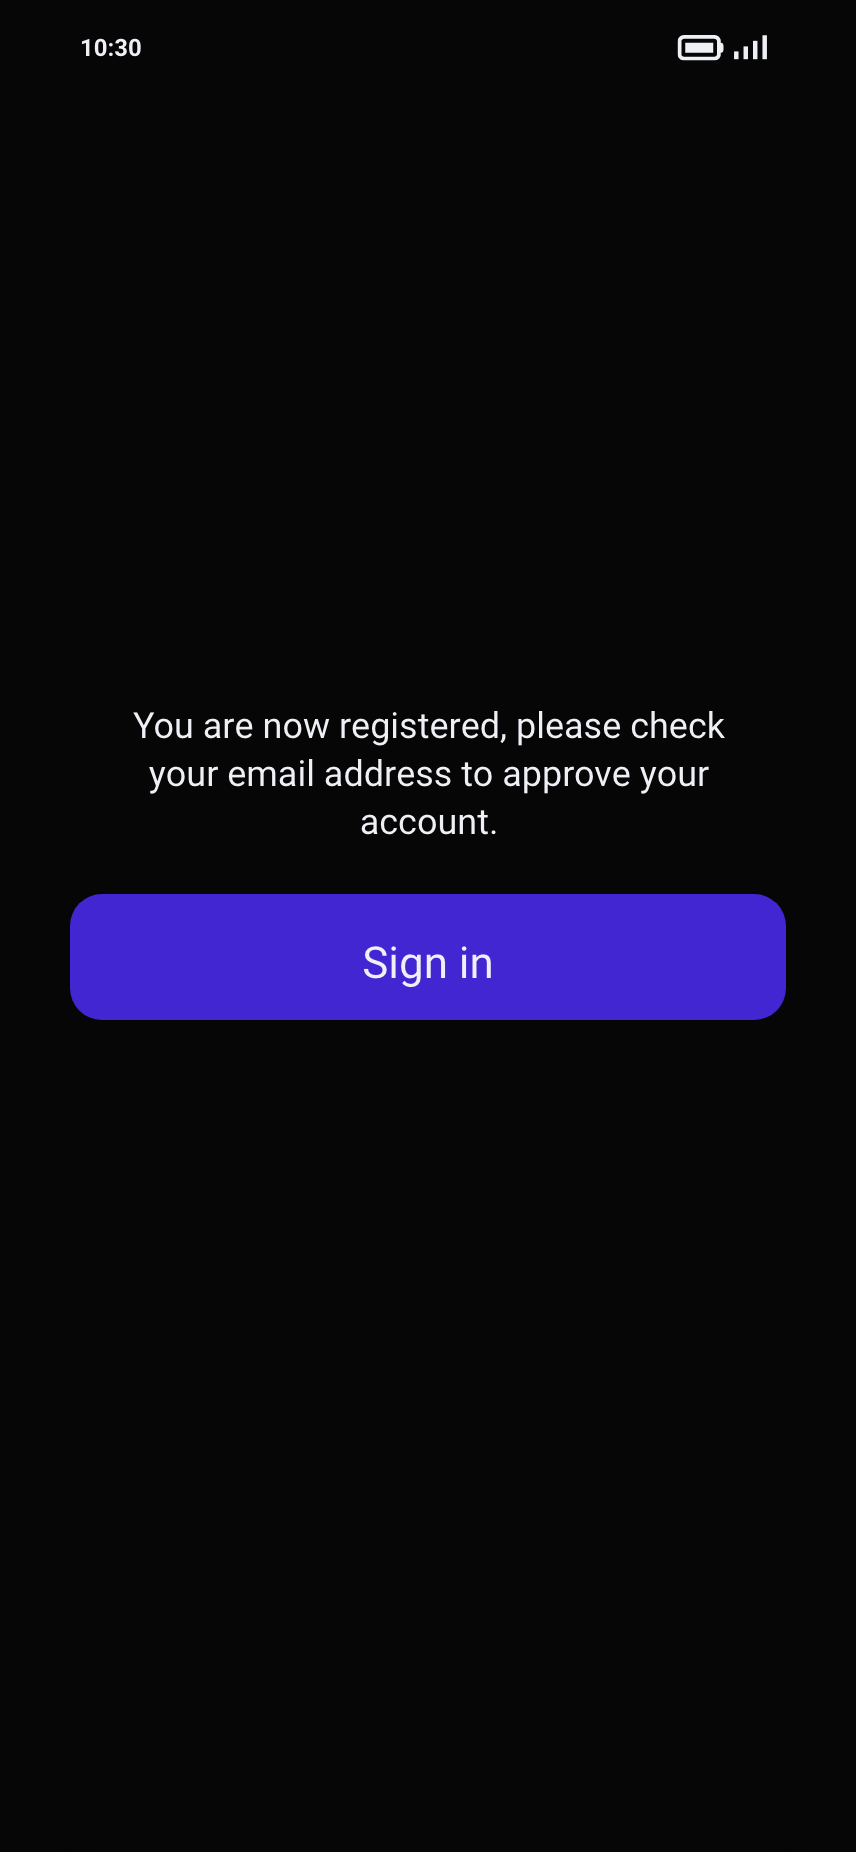 10:30
You are now registered, please check
your email address to approve your
account.
Sign in